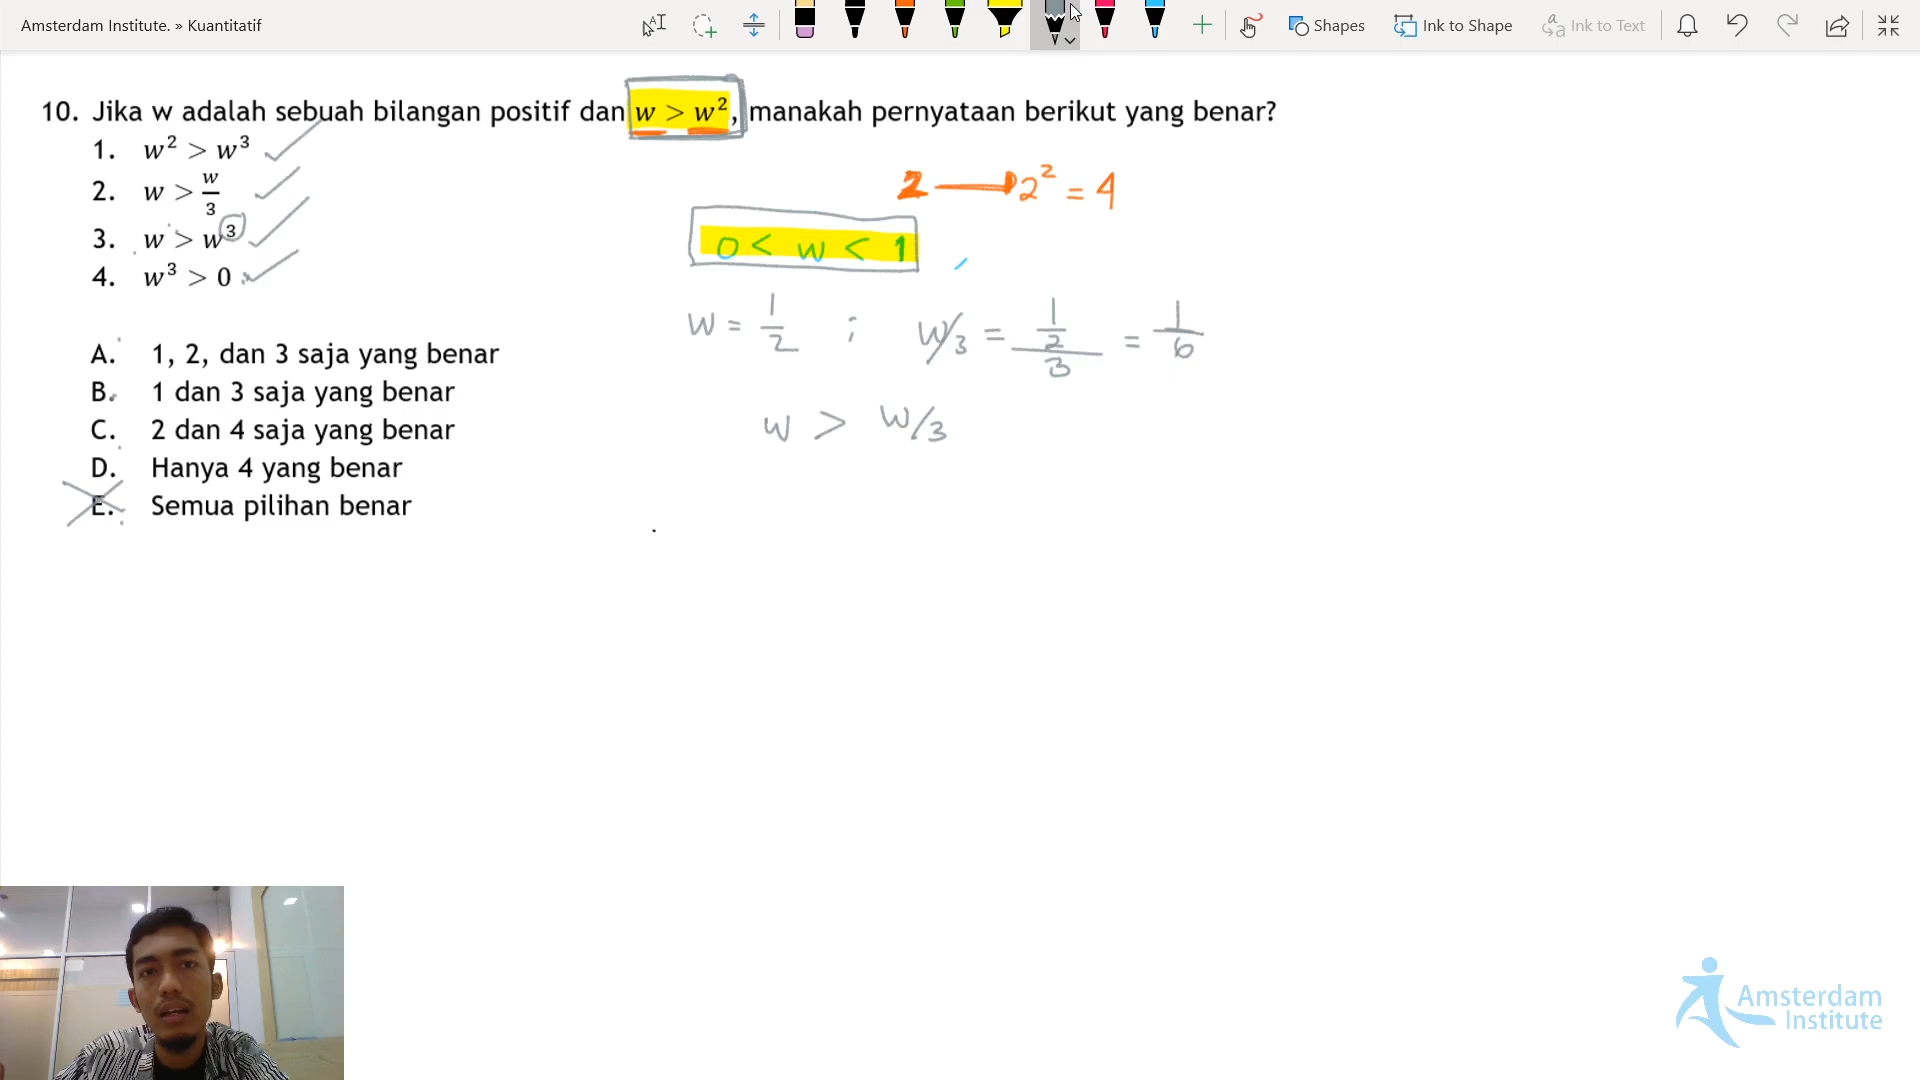 Amsterdam Institute. » Kuantitatif
Shapes
Ink to Shape
Ink to Text
10. Jika w adalah sebuah bilangan positif dan w > w², manakah pernyataan berikut yang benar?
1. w² > w³
2. w > w/3
3. w > w³
4. w³ > 0
2 → 2² = 4
0 < w < 1
w = 1/2 ; w/3 = 1/2/3 = 1/6
w > w/3
A. 1, 2, dan 3 saja yang benar
B. 1 dan 3 saja yang benar
C. 2 dan 4 saja yang benar
D. Hanya 4 yang benar
E. Semua pilihan benar
Amsterdam
Institute